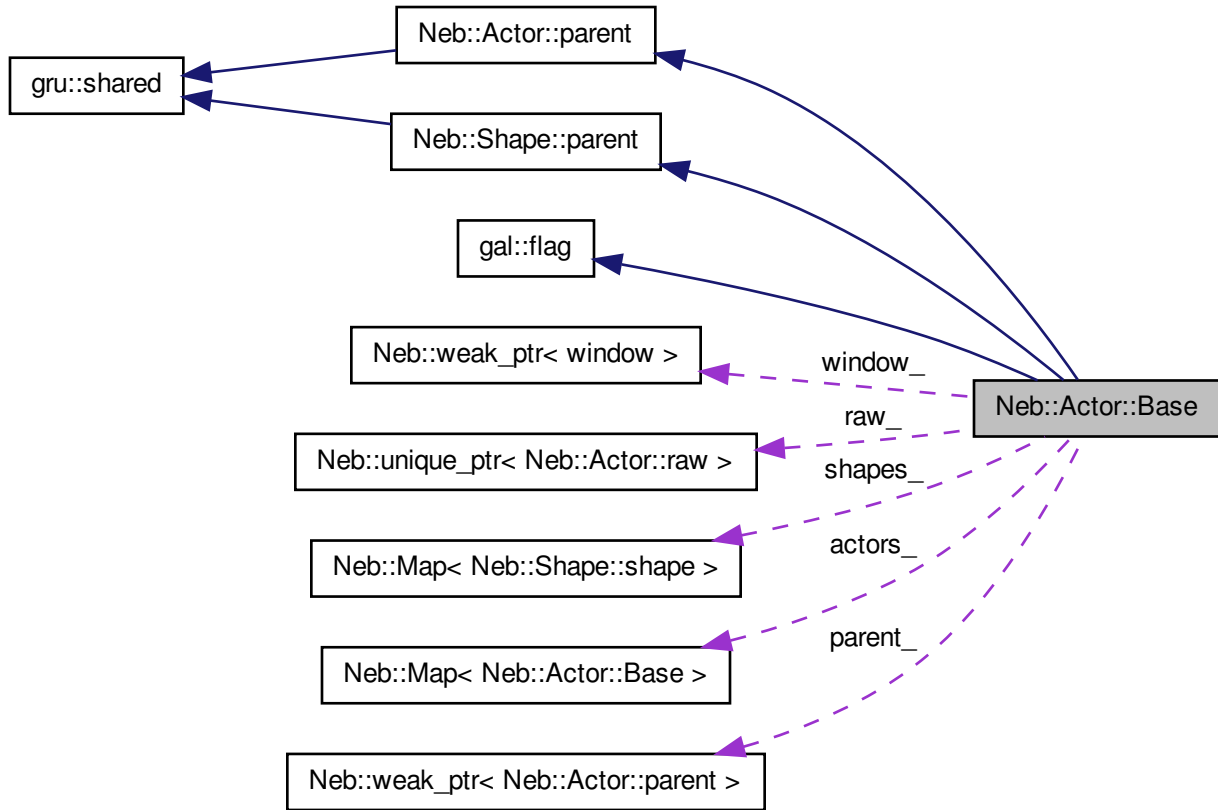 Neb::Actor::parent
gru::shared
Neb::Shape::parent
gal::flag
Neb::weak_ptr< window >
window_
Neb::Actor::Base
raw_
Neb::unique_ptr< Neb::Actor::raw >
shapes_
Neb::Map< Neb::Shape::shape >
actors_
Neb::Map< Neb::Actor::Base >
parent_
Neb::weak_ptr< Neb::Actor::parent >